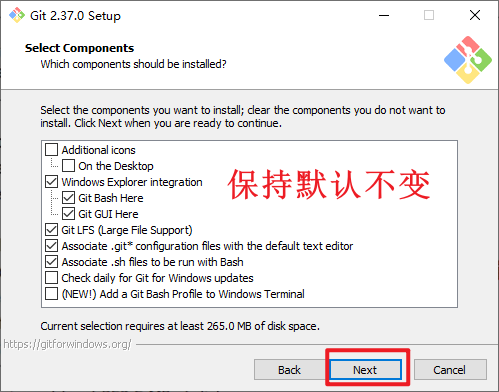 Git 2.37.0 Setup
Select Components
Which components should be installed?
Select the components you want to install; clear the components you do not want to
install. Click Next when you are ready to continue.
Additional icons
On the Desktop
Windows Explorer integration
保持默认不变
Git Bash Here
Git GUI Here
Git LFS (Large File Support)
Associate .git* configuration files with the default text editor
Associate .sh files to be run with Bash
Check daily for Git for Windows updates
(NEW!) Add a Git Bash Profile to Windows Terminal
Current selection requires at least 265.0 MB of disk space.
https://gitforwindows.org/
Back Next Cancel